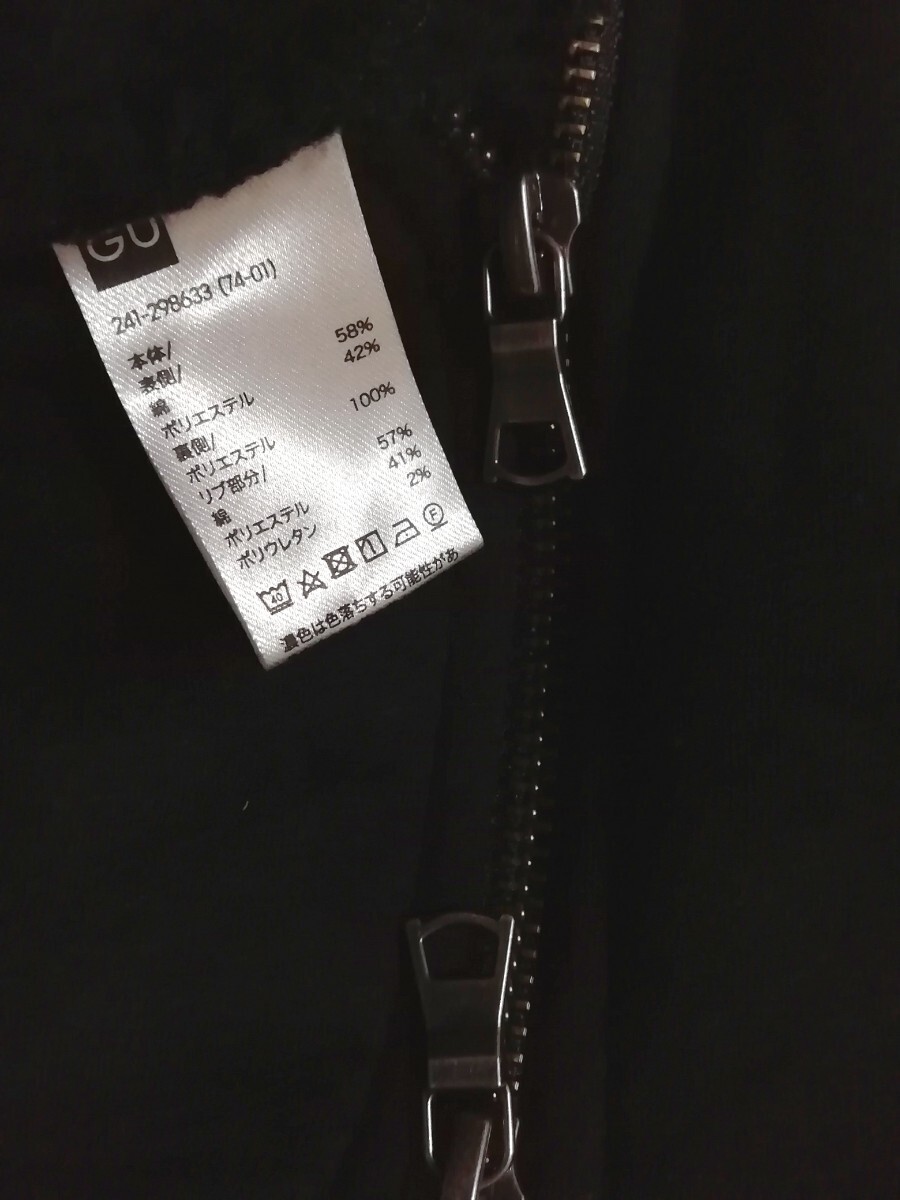 GU
241-298633 (74-01)
本体/
表側/
綿 58%
ポリエステル 42%
裏側/
ポリエステル 100%
リブ部分/
綿 57%
ポリエステル 41%
ポリウレタン 2%
40 F
濃色は色落ちする可能性があ